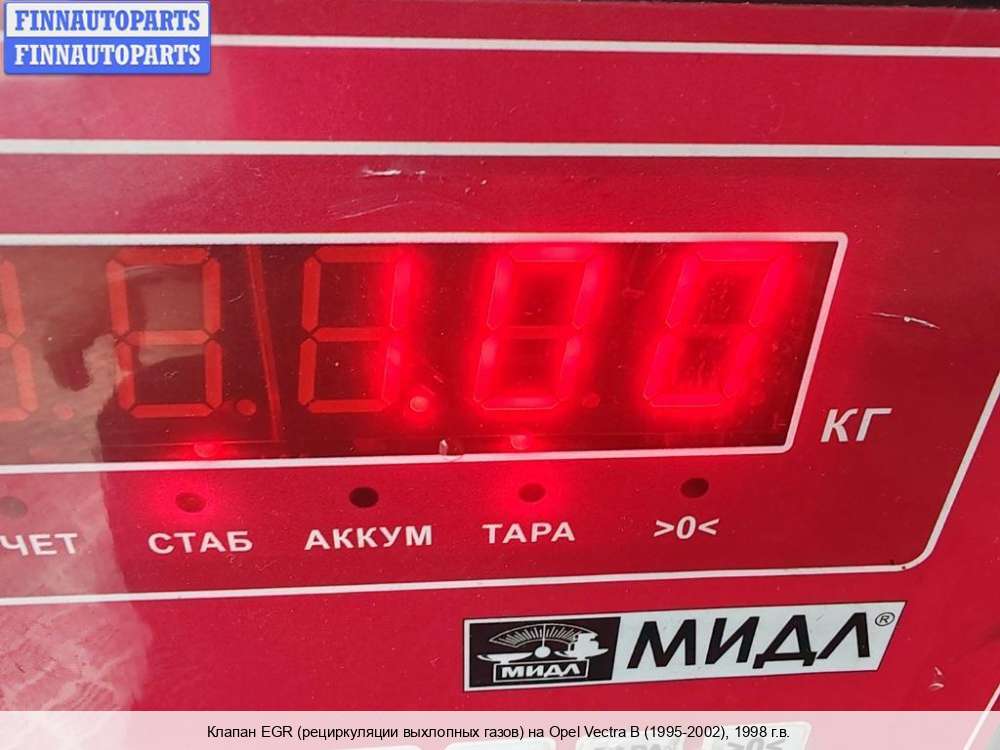 FINNAUTOPARTS
FINNAUTOPARTS
1.00
КГ
ЧЕТ СТАБ АККУМ ТАРА >0<
МИДЛ МИДЛ®
>0<
Клапан EGR (рециркуляции выхлопных газов) на Opel Vectra B (1995-2002), 1998 г.в.